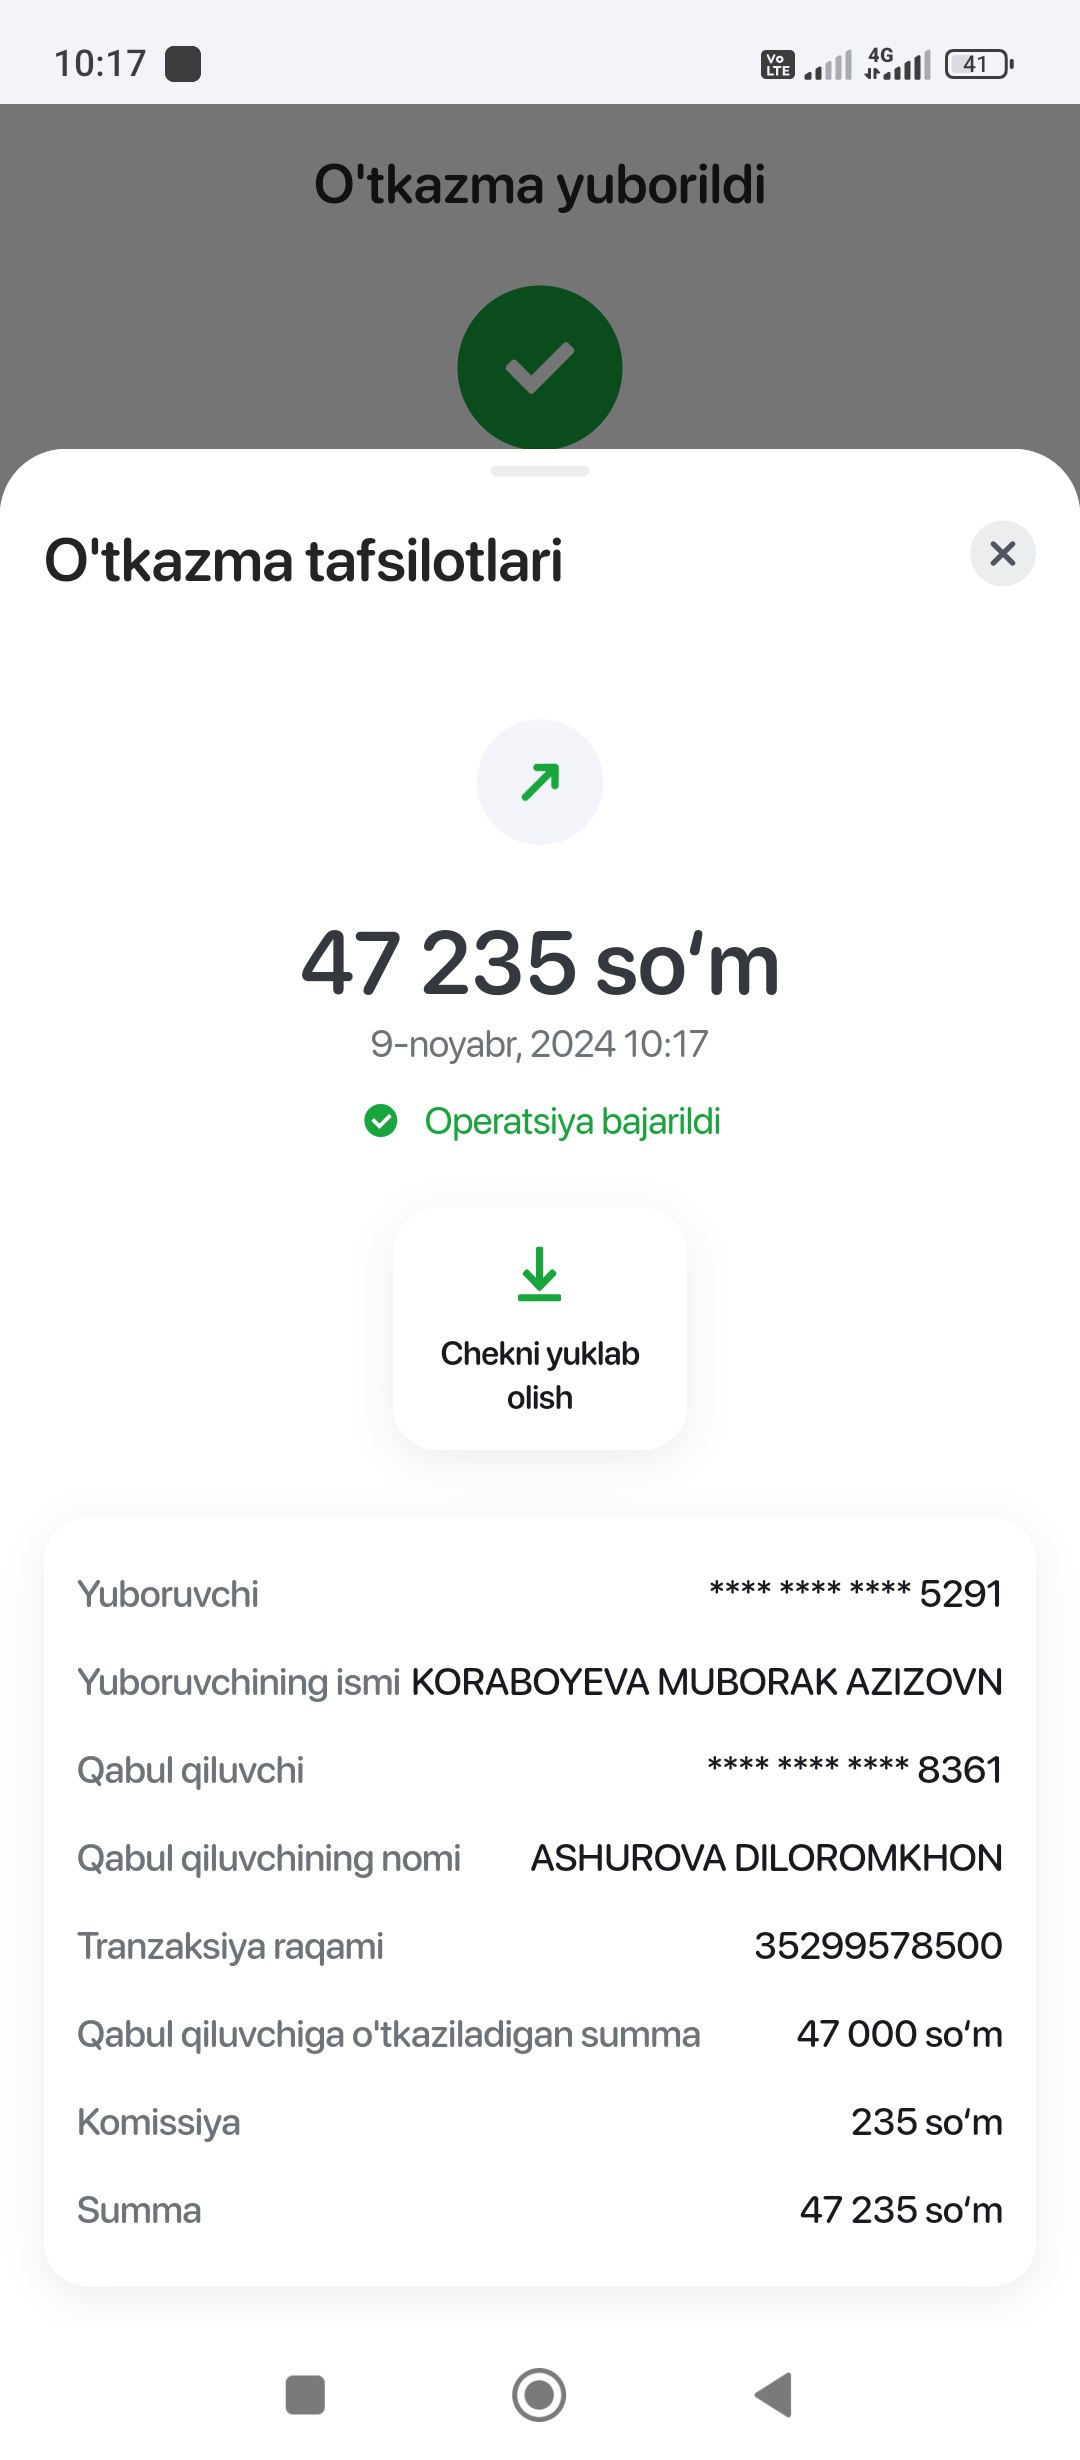 10:17
Vo
LTE
4G
41
O'tkazma yuborildi
O'tkazma tafsilotlari
47 235 so‘m
9-noyabr, 2024 10:17
Operatsiya bajarildi
Chekni yuklab
olish
Yuboruvchi **** **** **** 5291
Yuboruvchining ismi KORABOYEVA MUBORAK AZIZOVN
Qabul qiluvchi **** **** **** 8361
Qabul qiluvchining nomi ASHUROVA DILOROMKHON
Tranzaksiya raqami 35299578500
Qabul qiluvchiga o'tkaziladigan summa 47 000 so‘m
Komissiya 235 so‘m
Summa 47 235 so‘m